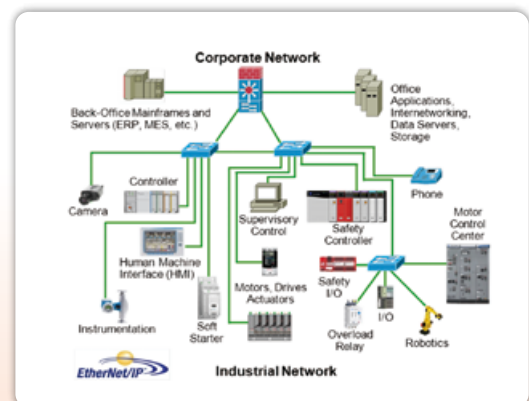 Corporate Network
Back-Office Mainframes and
Servers (ERP, MES, etc.)
Office
Applications,
Internetworking,
Data Servers,
Storage
Camera
Controller
Supervisory
Control
Safety
Controller
Phone
Motor
Control
Center
Human Machine
Interface (HMI)
Motors, Drives
Actuators
Safety
I/O
I/O
Instrumentation
Soft
Starter
Overload
Relay
Robotics
EtherNet/IP
Industrial Network